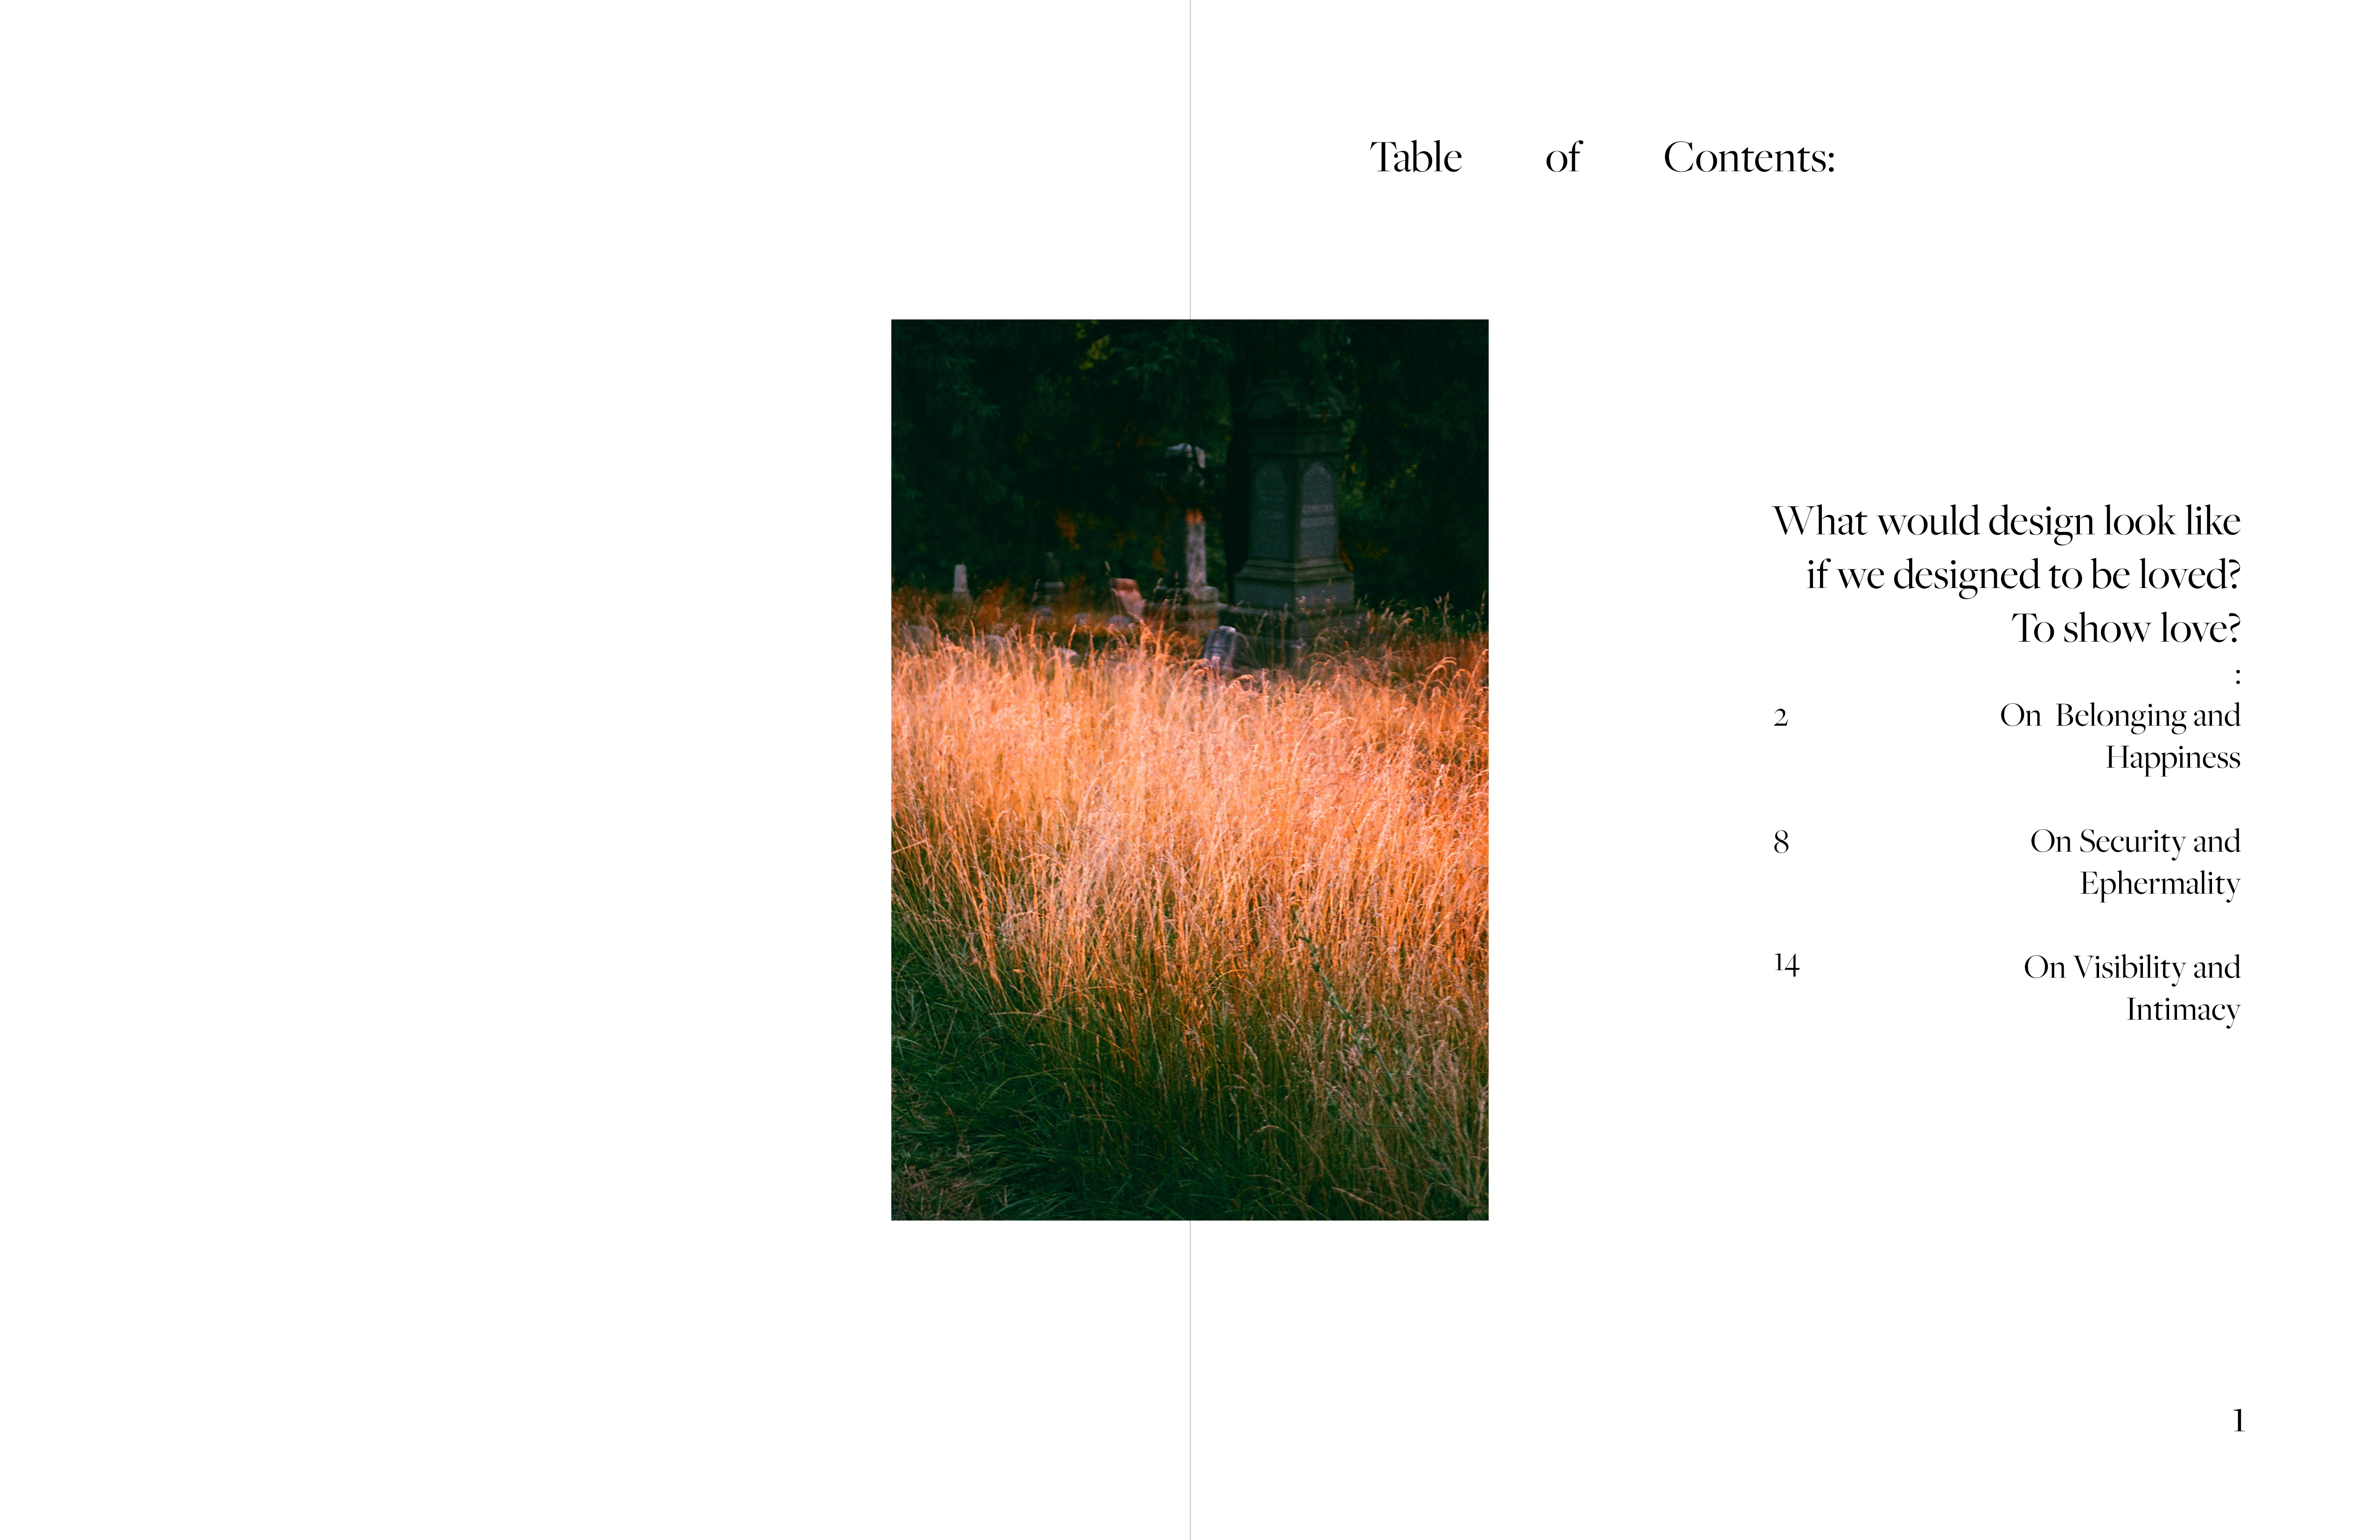 Table of Contents:
What would design look like
if we designed to be loved?
To show love?
:
2 On Belonging and
Happiness
8 On Security and
Ephermality
14 On Visibility and
Intimacy
1